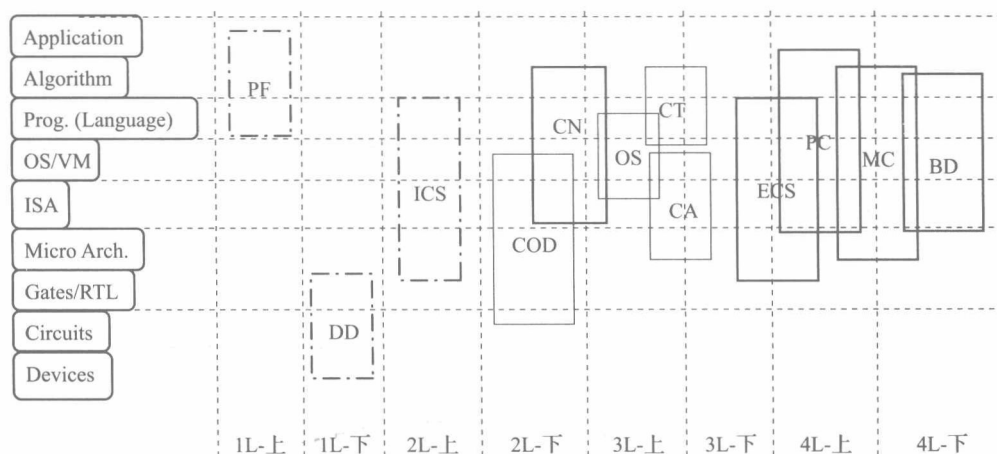 Application
Algorithm
PF
Prog. (Language)
CN
CT
OS/VM
OS
PC
MC
BD
ISA
ICS
ECS
CA
Micro Arch.
COD
Gates/RTL
Circuits
DD
Devices
1L-上 1L-下 2L-上 2L-下 3L-上 3L-下 4L-上 4L-下